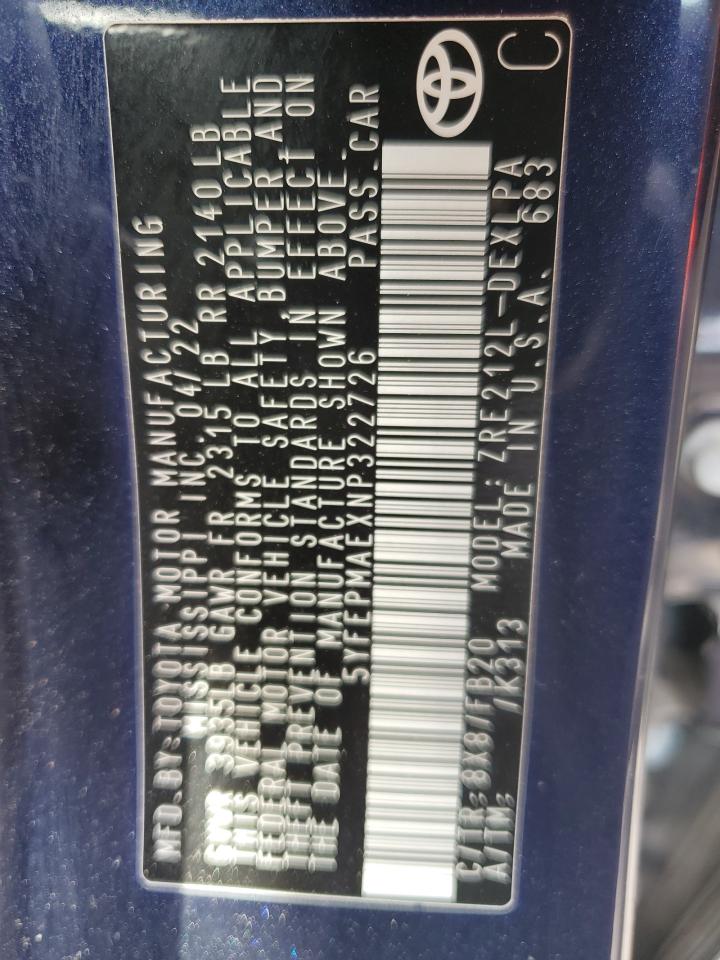 MFD.BY:TOYOTA MOTOR MANUFACTURING
MISSISSIPPI INC. 04/22
GVWR 3935LB GAWR FR 2315 LB RR 2140LB
THIS VEHICLE CONFORMS TO ALL APPLICABLE
FEDERAL MOTOR VEHICLE SAFETY BUMPER AND
THEFT PREVENTION STANDARDS IN EFFECT ON
THE DATE OF MANUFACTURE SHOWN ABOVE.
5YFEPMAEXNP322726 PASS.CAR
C/TR:8X8/FB20 MODEL:ZRE212L-DEXLPA
A/TM: /K313 MADE IN U.S.A. 683
C